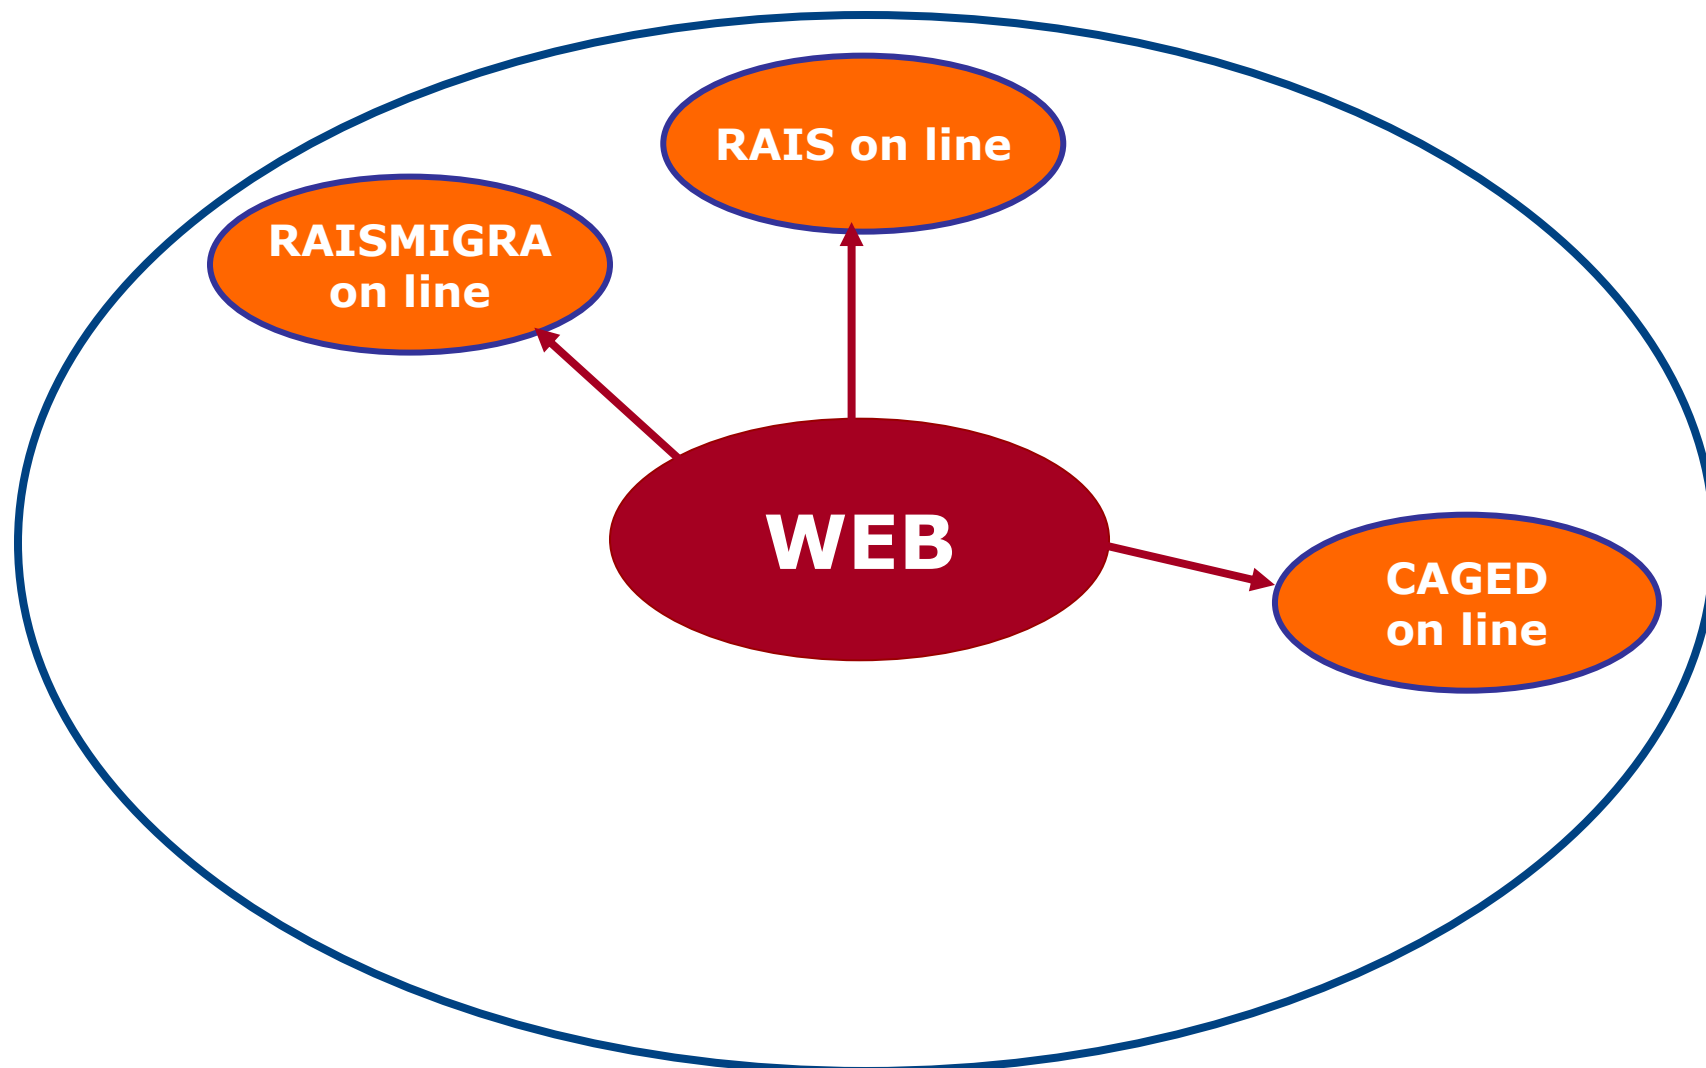 RAIS on line
RAISMIGRA
on line
WEB
CAGED
on line